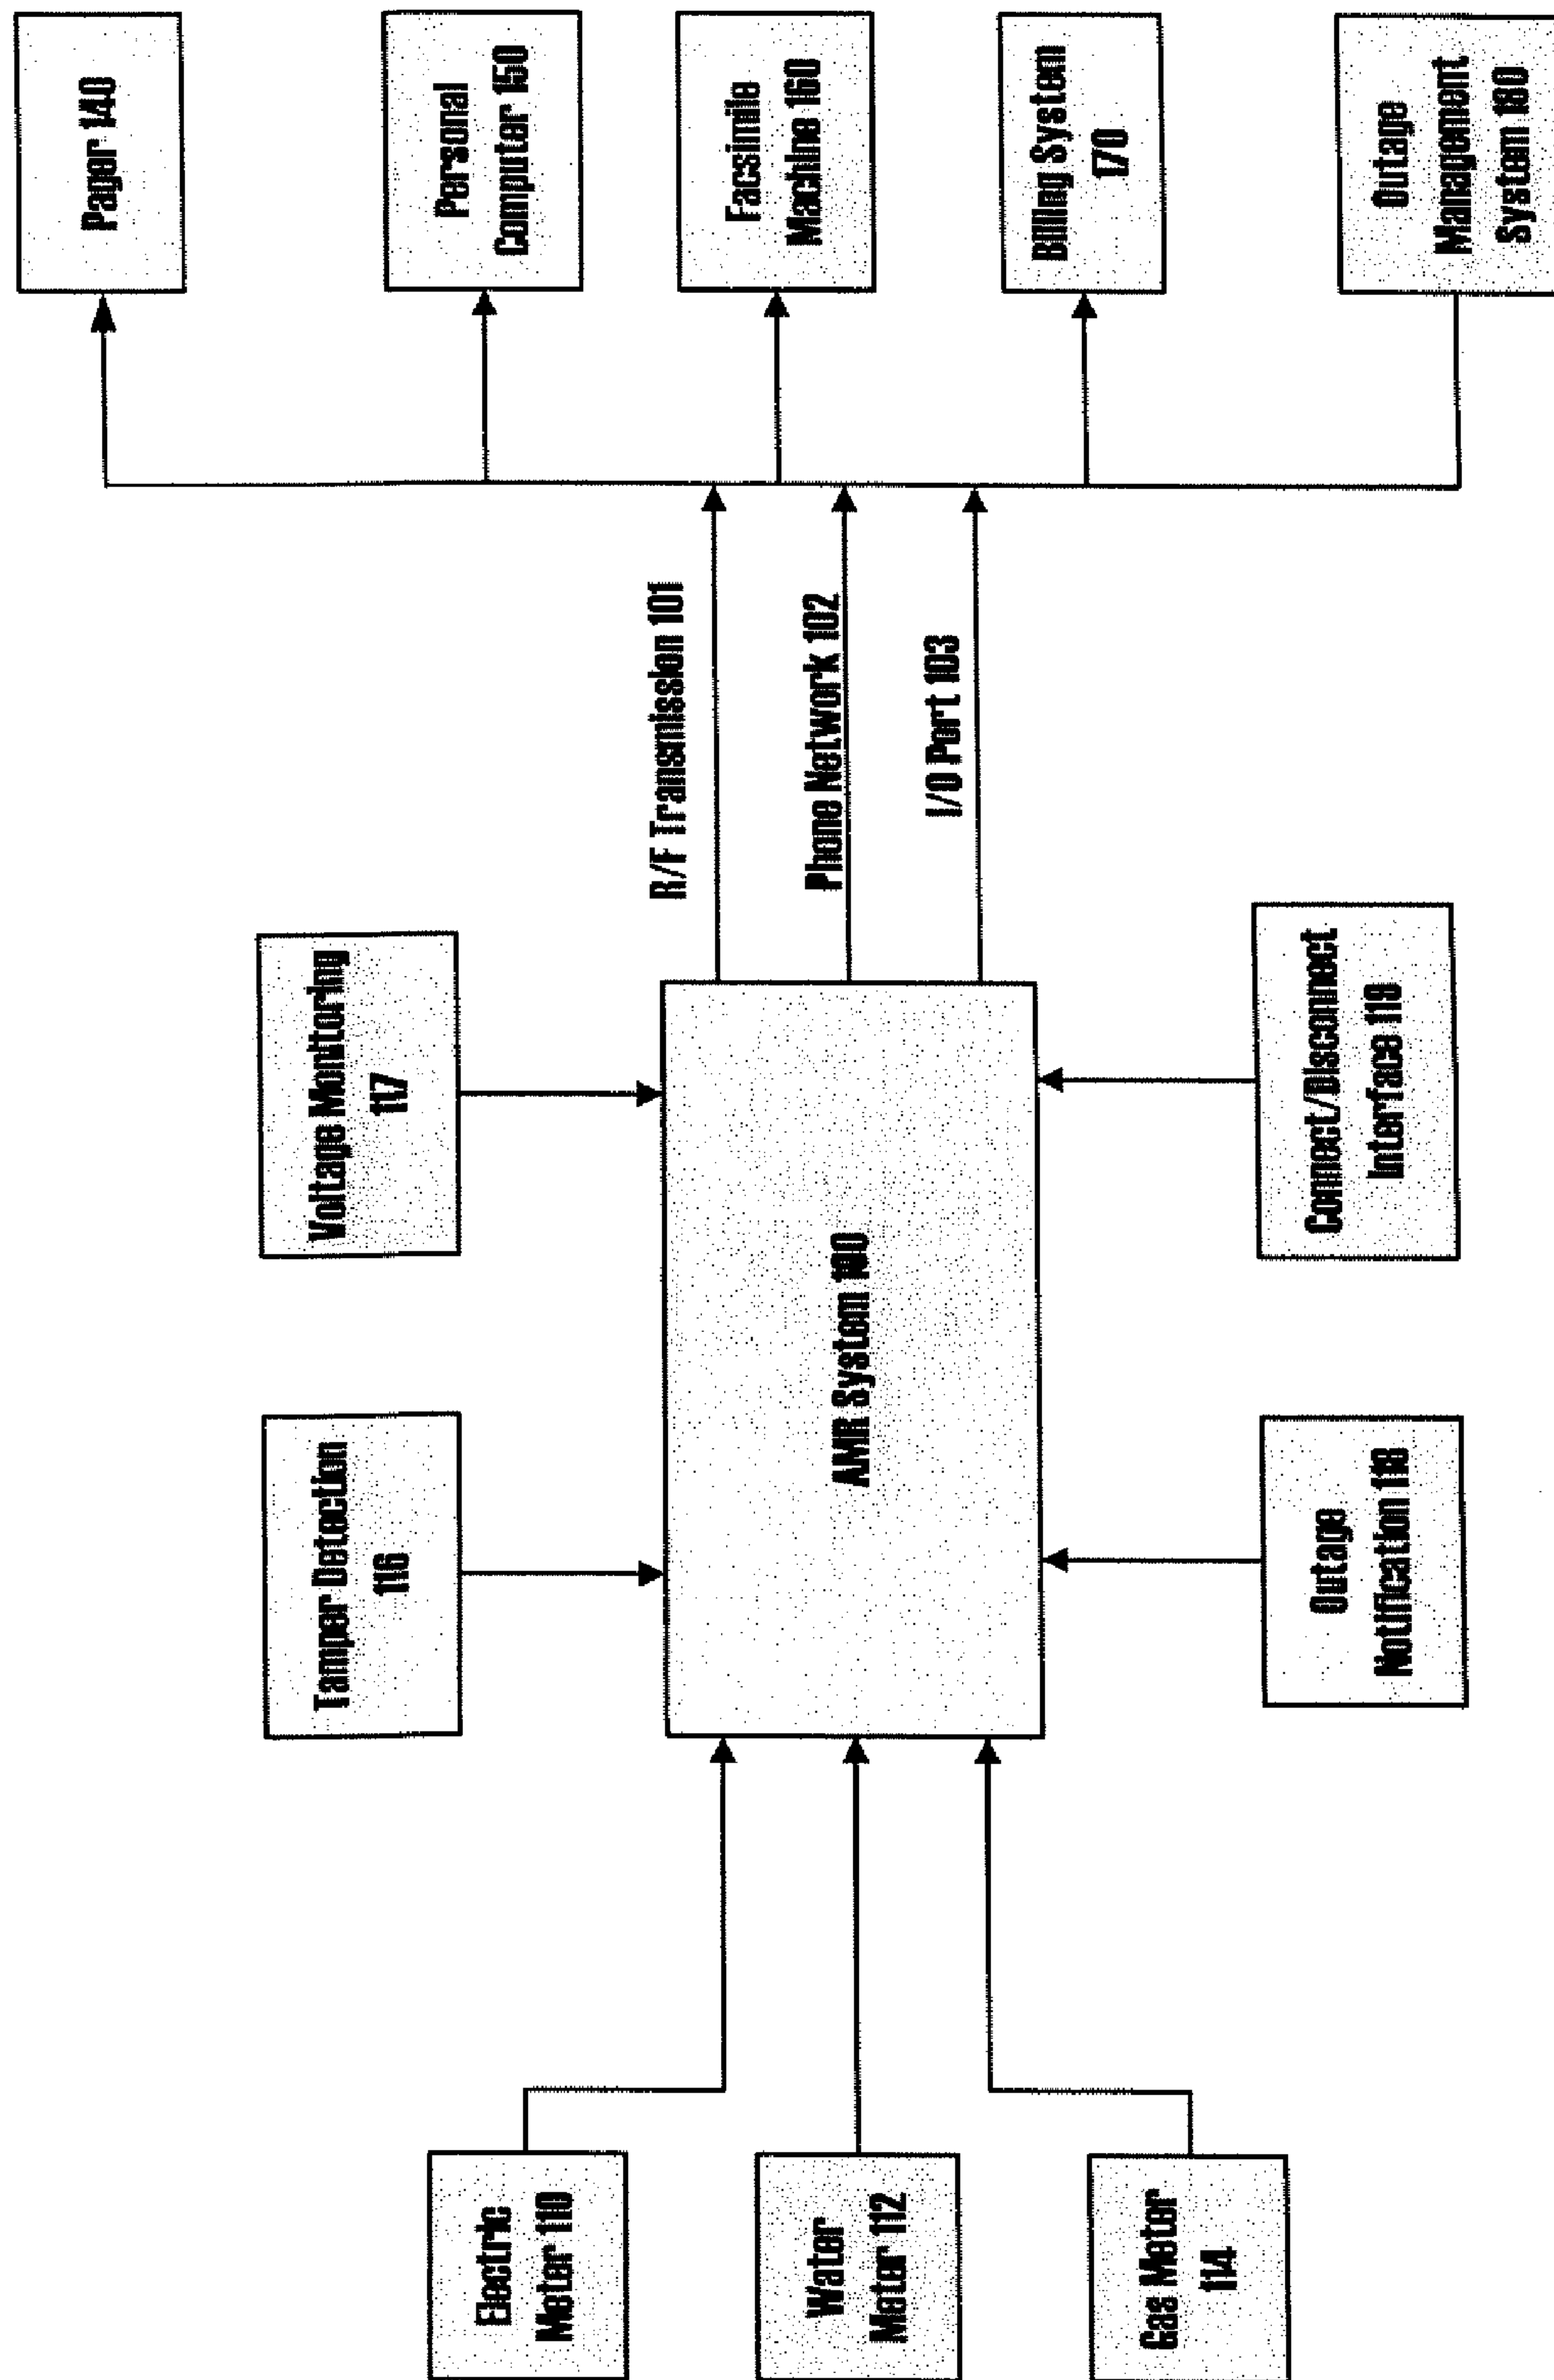 Tamper Detection
116
Voltage Monitoring
117
Electric
Meter 110
Water
Meter 112
Gas Meter
114
AMR System 100
R/F Transmission 101
Phone Network 102
I/O Port 103
Outage
Notification 118
Connect/Disconnect
Interface
Pager 140
Personal
Computer 150
Facsimile
Machine 160
Billing System
170
Outage
Management
System 180